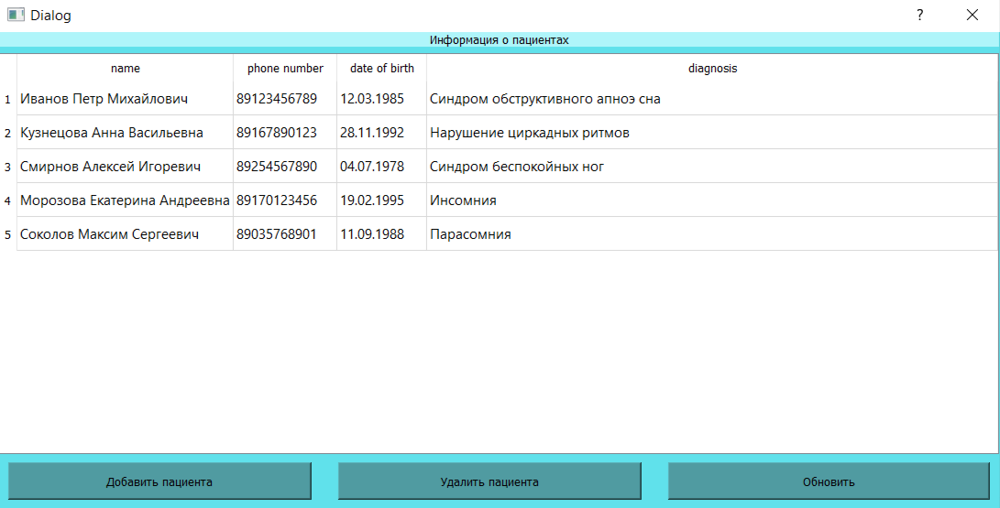 Dialog ?
Информация о пациентах
name phone number date of birth diagnosis
1 Иванов Петр Михайлович 89123456789 12.03.1985 Синдром обструктивного апноэ сна
2 Кузнецова Анна Васильевна 89167890123 28.11.1992 Нарушение циркадных ритмов
3 Смирнов Алексей Игоревич 89254567890 04.07.1978 Синдром беспокойных ног
4 Морозова Екатерина Андреевна 89170123456 19.02.1995 Инсомния
5 Соколов Максим Сергеевич 89035768901 11.09.1988 Парасомния
Добавить пациента Удалить пациента Обновить